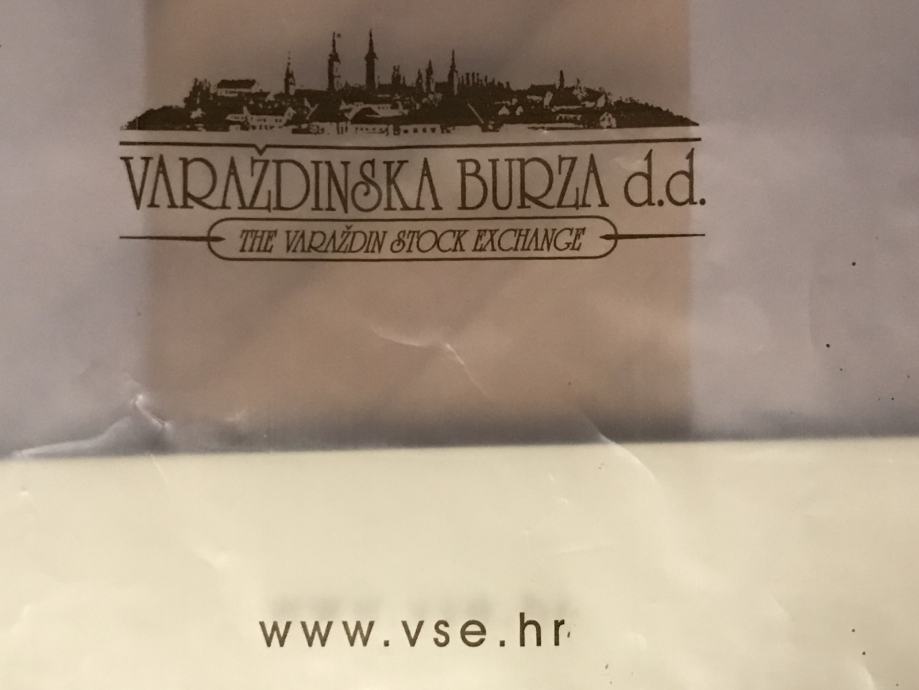 VARAŽDINSKA BURZA d.d.
THE VARAŽDIN STOCK EXCHANGE
www.vse.hr